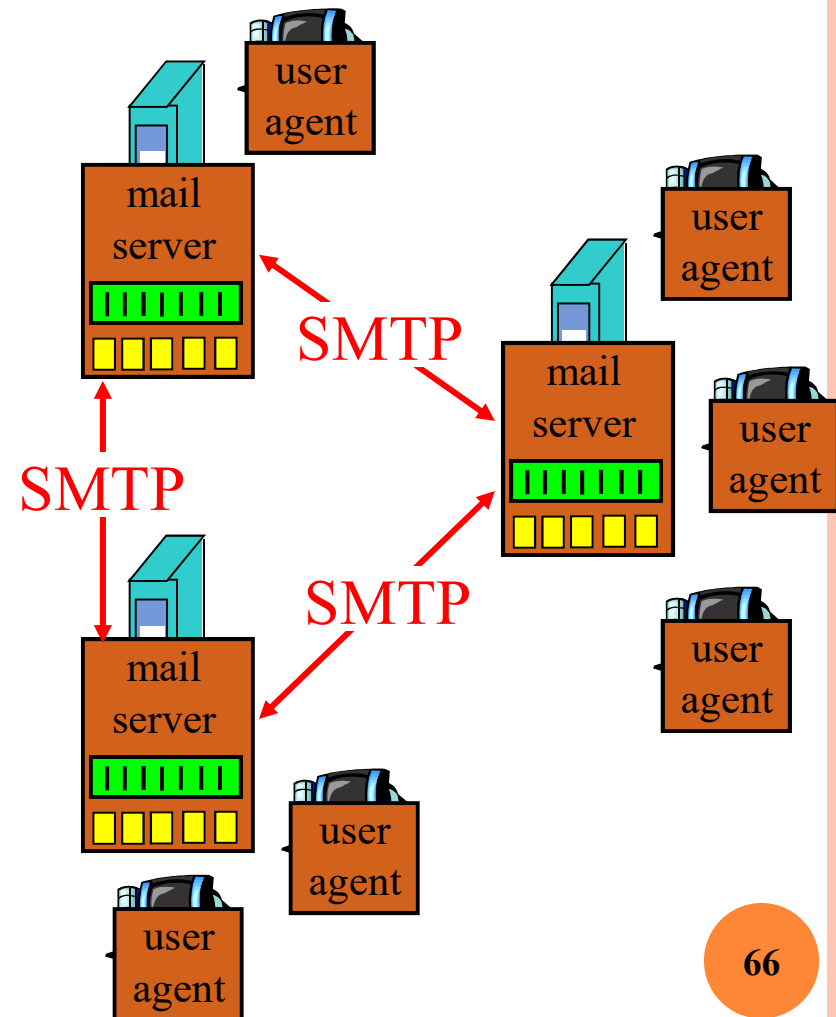 user
agent
mail
server
SMTP
user
agent
mail
server
user
agent
SMTP
SMTP
user
agent
mail
server
user
agent
user
agent
66